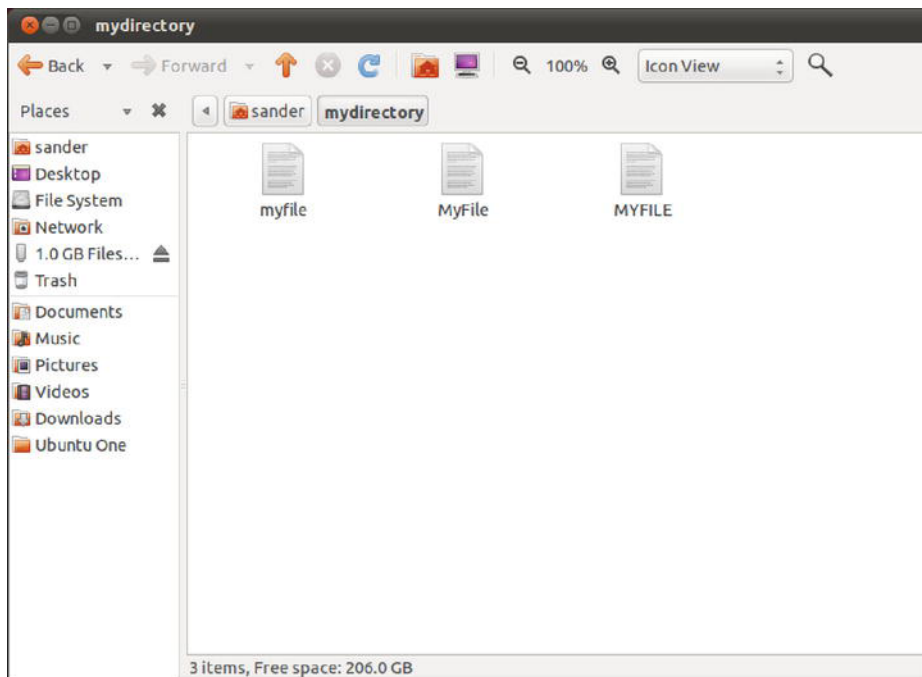 mydirectory
Back Forward 100% Icon View
Places sander mydirectory
sander
Desktop
File System
Network
1.0 GB Files...
Trash
Documents
Music
Pictures
Videos
Downloads
Ubuntu One
myfile MyFile MYFILE
3 items, Free space: 206.0 GB